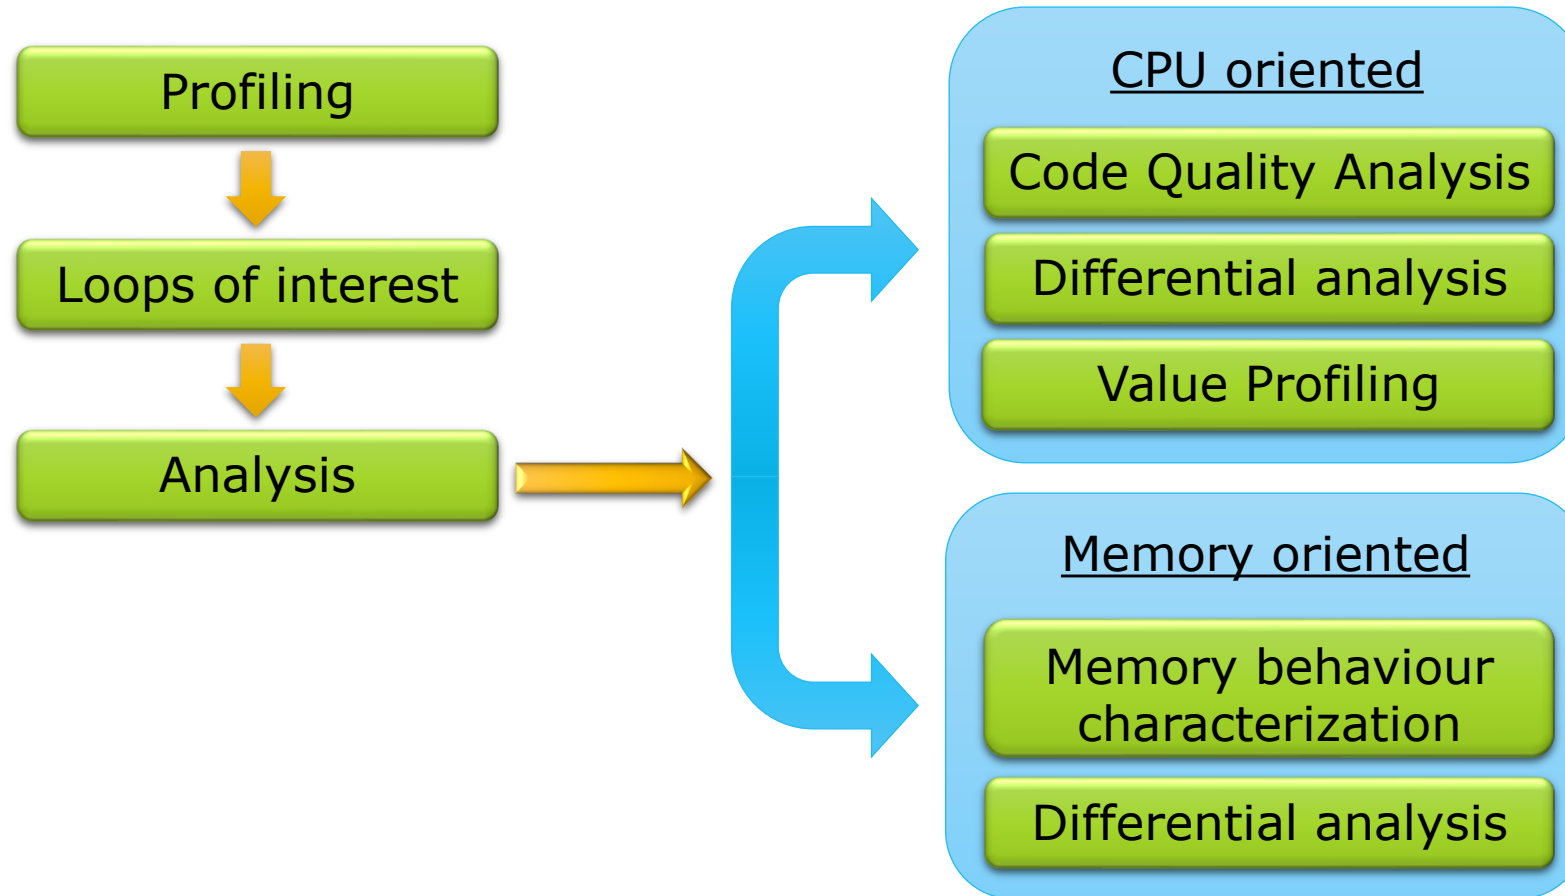 Profiling
Loops of interest
Analysis
CPU oriented
Code Quality Analysis
Differential analysis
Value Profiling
Memory oriented
Memory behaviour
characterization
Differential analysis